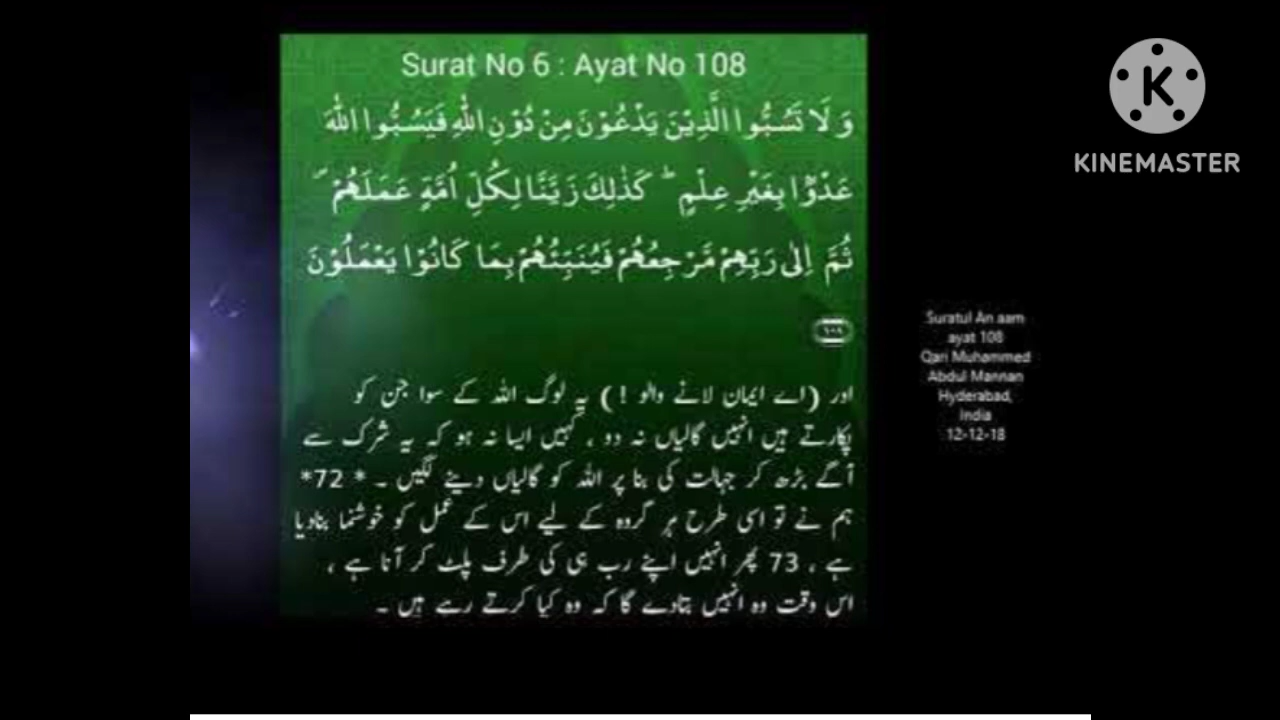 Surat No 6 : Ayat No 108
وَلَا تَسُبُّوا الَّذِيْنَ يَدْعُوْنَ مِنْ دُوْنِ اللّٰهِ فَيَسُبُّوا اللّٰهَ
عَدْوًۢا بِغَيْرِ عِلْمٍ ؕ كَذٰلِكَ زَيَّنَّا لِكُلِّ اُمَّةٍ عَمَلَهُمْ ۪
ثُمَّ اِلٰى رَبِّهِمْ مَّرْجِعُهُمْ فَيُنَبِّئُهُمْ بِمَا كَانُوْا يَعْمَلُوْنَ
﴿۱۰۸﴾
اور (اے ایمان لانے والو !) یہ لوگ اللہ کے سوا جن کو
پکارتے ہیں انہیں گالیاں نہ دو ، کہیں ایسا نہ ہو کہ یہ شرک سے
آگے بڑھ کر جہالت کی بنا پر اللہ کو گالیاں دینے لگیں ۔ * 72*
ہم نے تو اسی طرح ہر گروہ کے لیے اس کے عمل کو خوشنما بنادیا
ہے ، 73 پھر انہیں اپنے رب ہی کی طرف پلٹ کر آنا ہے ،
اس وقت وہ انہیں بتادے گا کہ وہ کیا کرتے رہے ہیں ۔
KINEMASTER
Suratul An aam
ayat 108
Qari Muhammed
Abdul Mannan
Hyderabad,
India
12-12-18